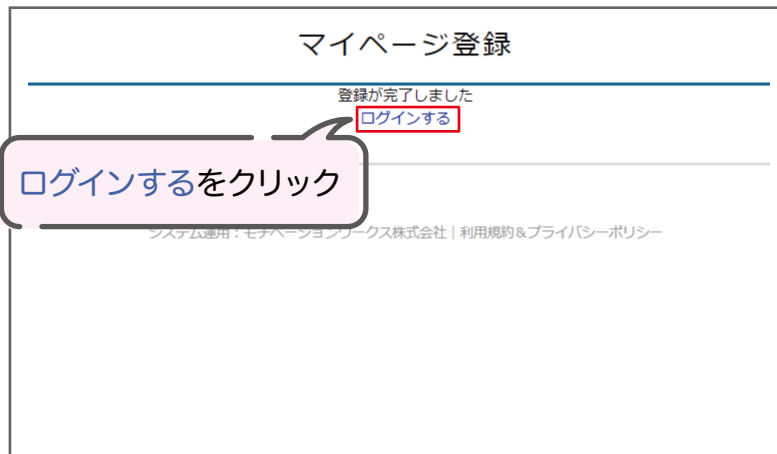 マイページ登録
登録が完了しました
ログインする
ログインするをクリック
システム運用：モチベーションワークス株式会社｜利用規約&プライバシーポリシー